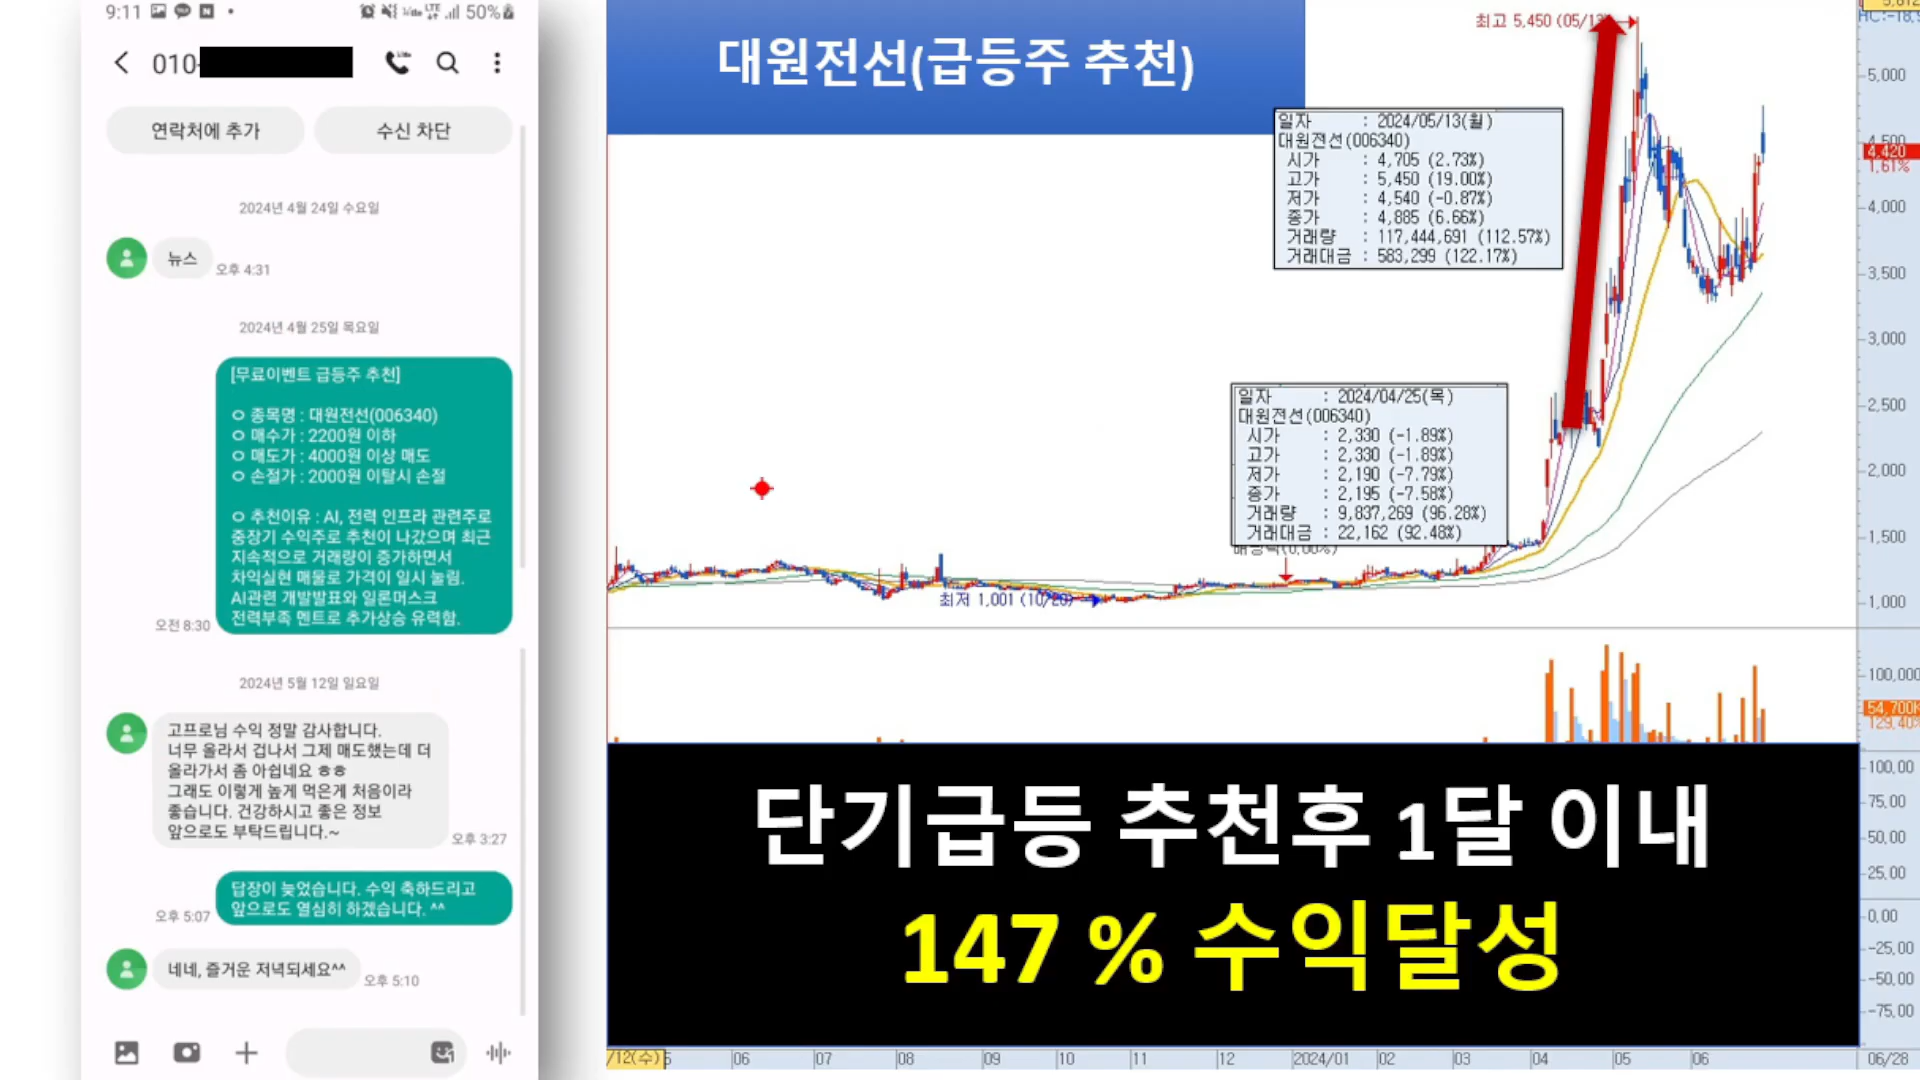 9:11
50%
010-
연락처에 추가
수신 차단
2024년 4월 24일 수요일
뉴스
오후 4:31
2024년 4월 25일 목요일
[무료이벤트 급등주 추천]
ㅇ 종목명 : 대원전선(006340)
ㅇ 매수가 : 2200원 이하
ㅇ 매도가 : 4000원 이상 매도
ㅇ 손절가 : 2000원 이탈시 손절
ㅇ 추천이유 : AI, 전력 인프라 관련주로
중장기 수익주로 추천이 나갔으며 최근
지속적으로 거래량이 증가하면서
차익실현 매물로 가격이 일시 눌림.
AI관련 개발발표와 일론머스크
전력부족 멘트로 추가상승 유력함.
오전 8:30
2024년 5월 12일 일요일
고프로님 수익 정말 감사합니다.
너무 올라서 겁나서 그제 매도했는데 더
올라가서 좀 아쉽네요 ㅎㅎ
그래도 이렇게 높게 먹은게 처음이라
좋습니다. 건강하시고 좋은 정보
앞으로도 부탁드립니다.~
오후 3:27
답장이 늦었습니다. 수익 축하드리고
앞으로도 열심히 하겠습니다. ^^
오후 5:07
네네, 즐거운 저녁되세요^^
오후 5:10
대원전선(급등주 추천)
최고 5,450 (05/13)
일자 : 2024/05/13(월)
대원전선(006340)
시가 : 4,705 (2.73%)
고가 : 5,450 (19.00%)
저가 : 4,540 (-0.87%)
종가 : 4,885 (6.66%)
거래량 : 117,444,691 (112.57%)
거래대금 : 583,299 (122.17%)
일자 : 2024/04/25(목)
대원전선(006340)
시가 : 2,330 (-1.89%)
고가 : 2,330 (-1.89%)
저가 : 2,190 (-7.79%)
종가 : 2,195 (-7.58%)
거래량 : 9,837,269 (96.28%)
거래대금 : 22,162 (92.48%)
최저 1,001 (10/20)
5,000
4,500
4,420
1.61%
4,000
3,500
3,000
2,500
2,000
1,500
1,000
100,000
54,700K
129.40%
100.00
75.00
50.00
25.00
0.00
-25.00
-50.00
-75.00
단기급등 추천후 1달 이내
147 % 수익달성
/12(수) 5 06 07 08 09 10 11 12 2024/01 02 03 04 05 06 06/28